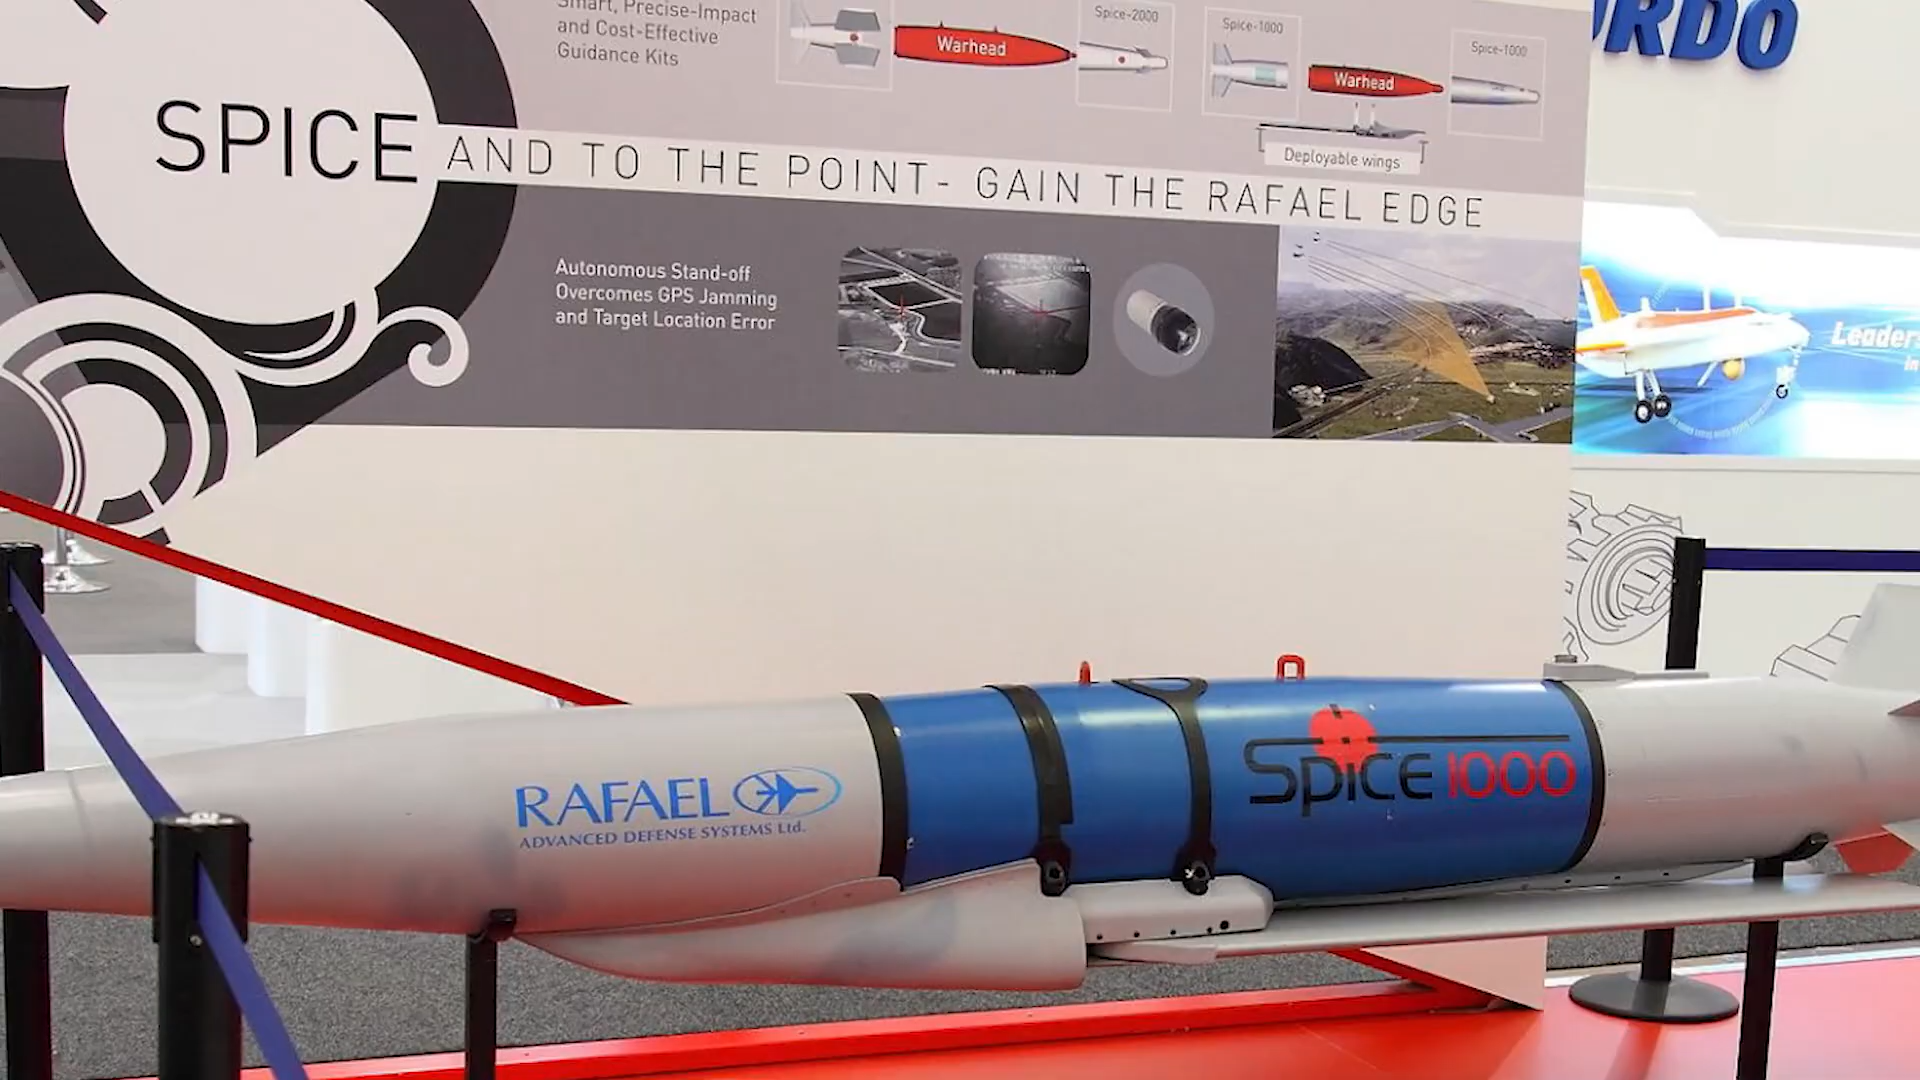 Smart, Precise-Impact
and Cost-Effective
Guidance Kits
Warhead
Spice-2000
Spice-1000
Warhead
Spice-1000
Deployable wings
SPICE AND TO THE POINT- GAIN THE RAFAEL EDGE
Autonomous Stand-off
Overcomes GPS Jamming
and Target Location Error
Leaders
in
RAFAEL
ADVANCED DEFENSE SYSTEMS Ltd.
SPICE 1000